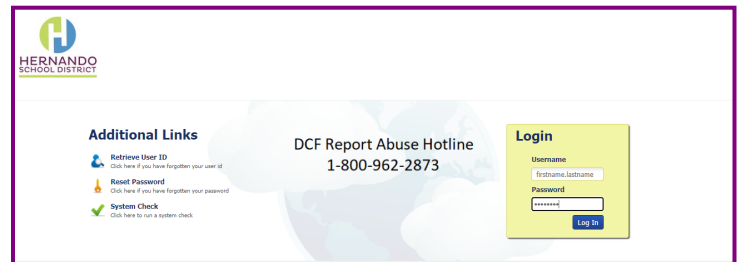 HERNANDO
SCHOOL DISTRICT
Additional Links
Retrieve User ID
Click here if you have forgotten your user id
Reset Password
Click here if you have forgotten your password
System Check
Click here to run a system check
DCF Report Abuse Hotline
1-800-962-2873
Login
Username
firstname.lastname
Password
••••••••
Log In